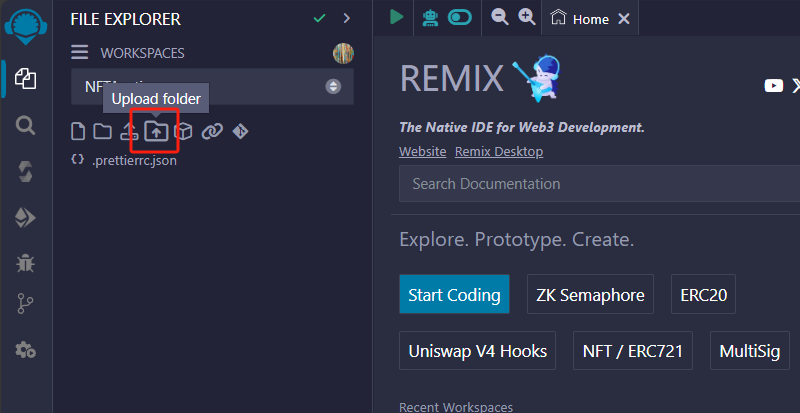 FILE EXPLORER
WORKSPACES
Upload folder
.prettierrc.json
Home
REMIX
The Native IDE for Web3 Development.
Website Remix Desktop
Search Documentation
Explore. Prototype. Create.
Start Coding ZK Semaphore ERC20
Uniswap V4 Hooks NFT / ERC721 MultiSig
Recent Workspaces